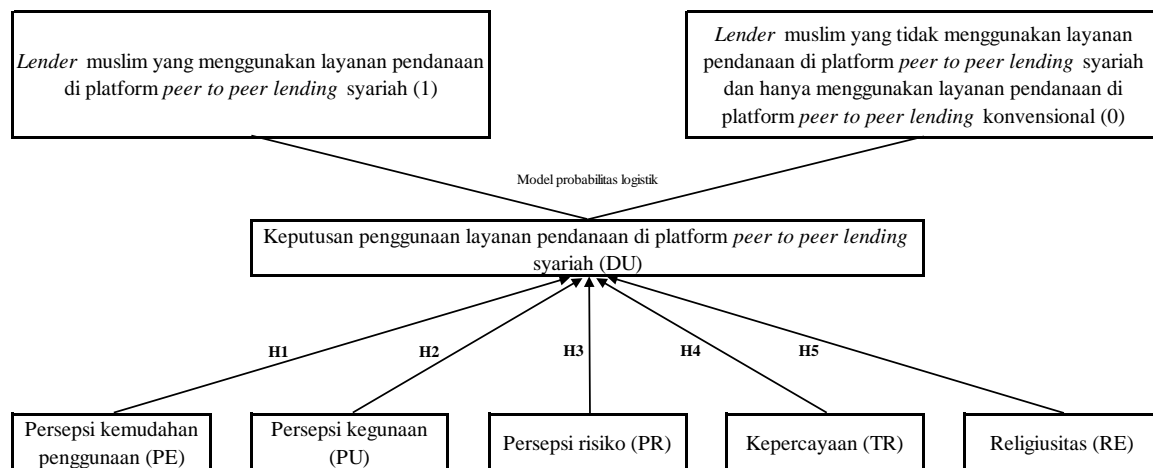 Lender muslim yang menggunakan layanan pendanaan
di platform peer to peer lending syariah (1)
Lender muslim yang tidak menggunakan layanan
pendanaan di platform peer to peer lending syariah
dan hanya menggunakan layanan pendanaan di
platform peer to peer lending konvensional (0)
Model probabilitas logistik
Keputusan penggunaan layanan pendanaan di platform peer to peer lending
syariah (DU)
H1
H2
H3
H4
H5
Persepsi kemudahan
penggunaan (PE)
Persepsi kegunaan
(PU)
Persepsi risiko (PR)
Kepercayaan (TR)
Religiusitas (RE)